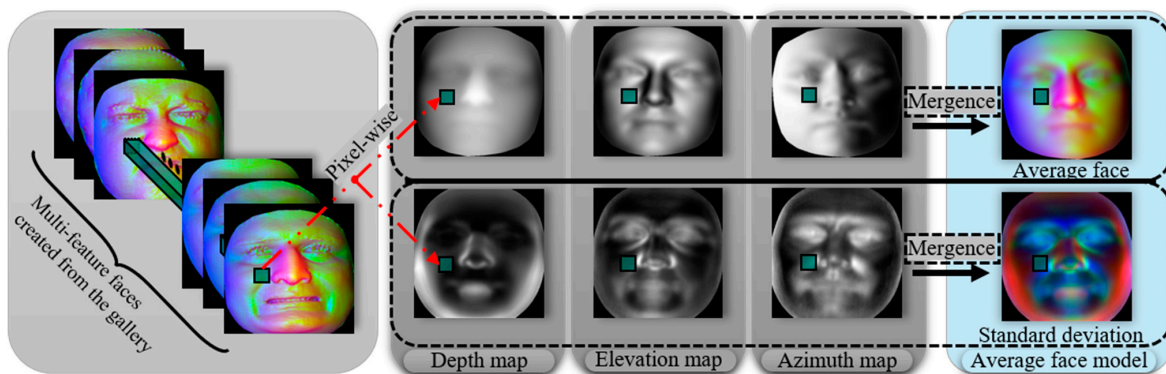 Multi-feature faces
created from the gallery
Pixel-wise
Mergence
Average face
Mergence
Standard deviation
Depth map
Elevation map
Azimuth map
Average face model